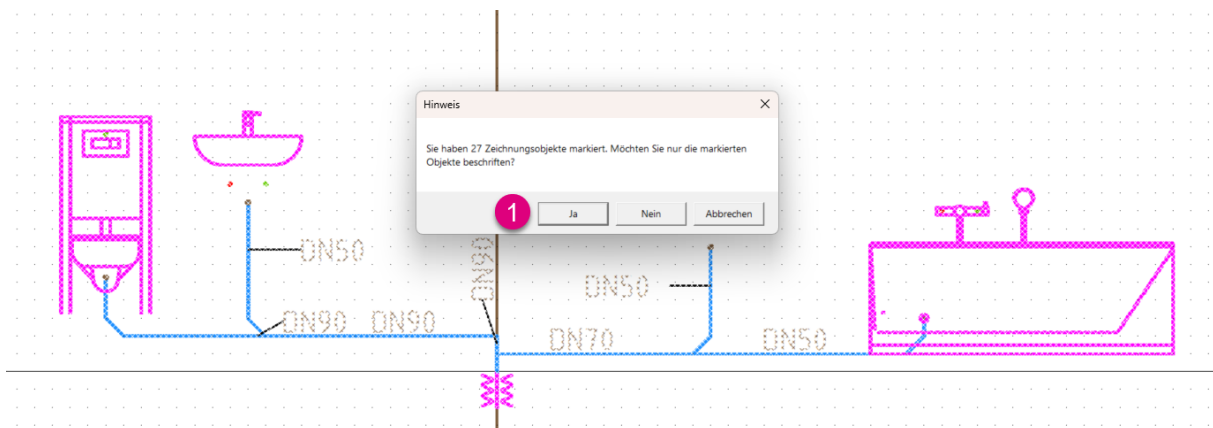 Hinweis
Sie haben 27 Zeichnungsobjekte markiert. Möchten Sie nur die markierten
Objekte beschriften?
1 Ja Nein Abbrechen
DN50
DN90
DN50
DN90 DN90
DN70 DN50